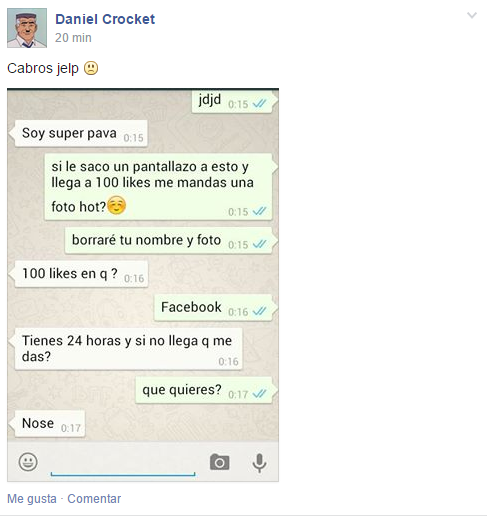 Daniel Crocket
20 min
Cabros jelp
jdjd 0:15
Soy super pava 0:15
si le saco un pantallazo a esto y
llega a 100 likes me mandas una
foto hot?
0:15
borraré tu nombre y foto 0:15
100 likes en q ? 0:16
Facebook 0:16
Tienes 24 horas y si no llega q me
das? 0:16
que quieres? 0:17
Nose 0:17
Me gusta · Comentar